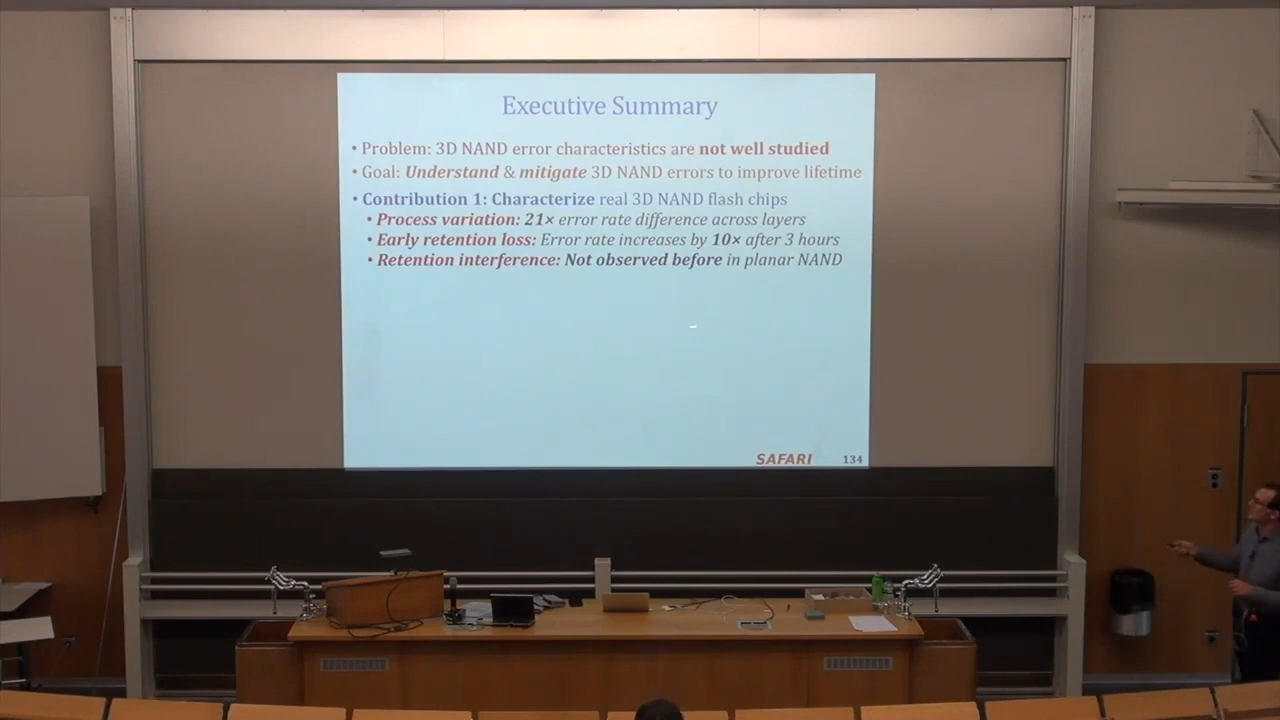 Executive Summary
• Problem: 3D NAND error characteristics are not well studied
• Goal: Understand & mitigate 3D NAND errors to improve lifetime
• Contribution 1: Characterize real 3D NAND flash chips
• Process variation: 21× error rate difference across layers
• Early retention loss: Error rate increases by 10× after 3 hours
• Retention interference: Not observed before in planar NAND
SAFARI 134